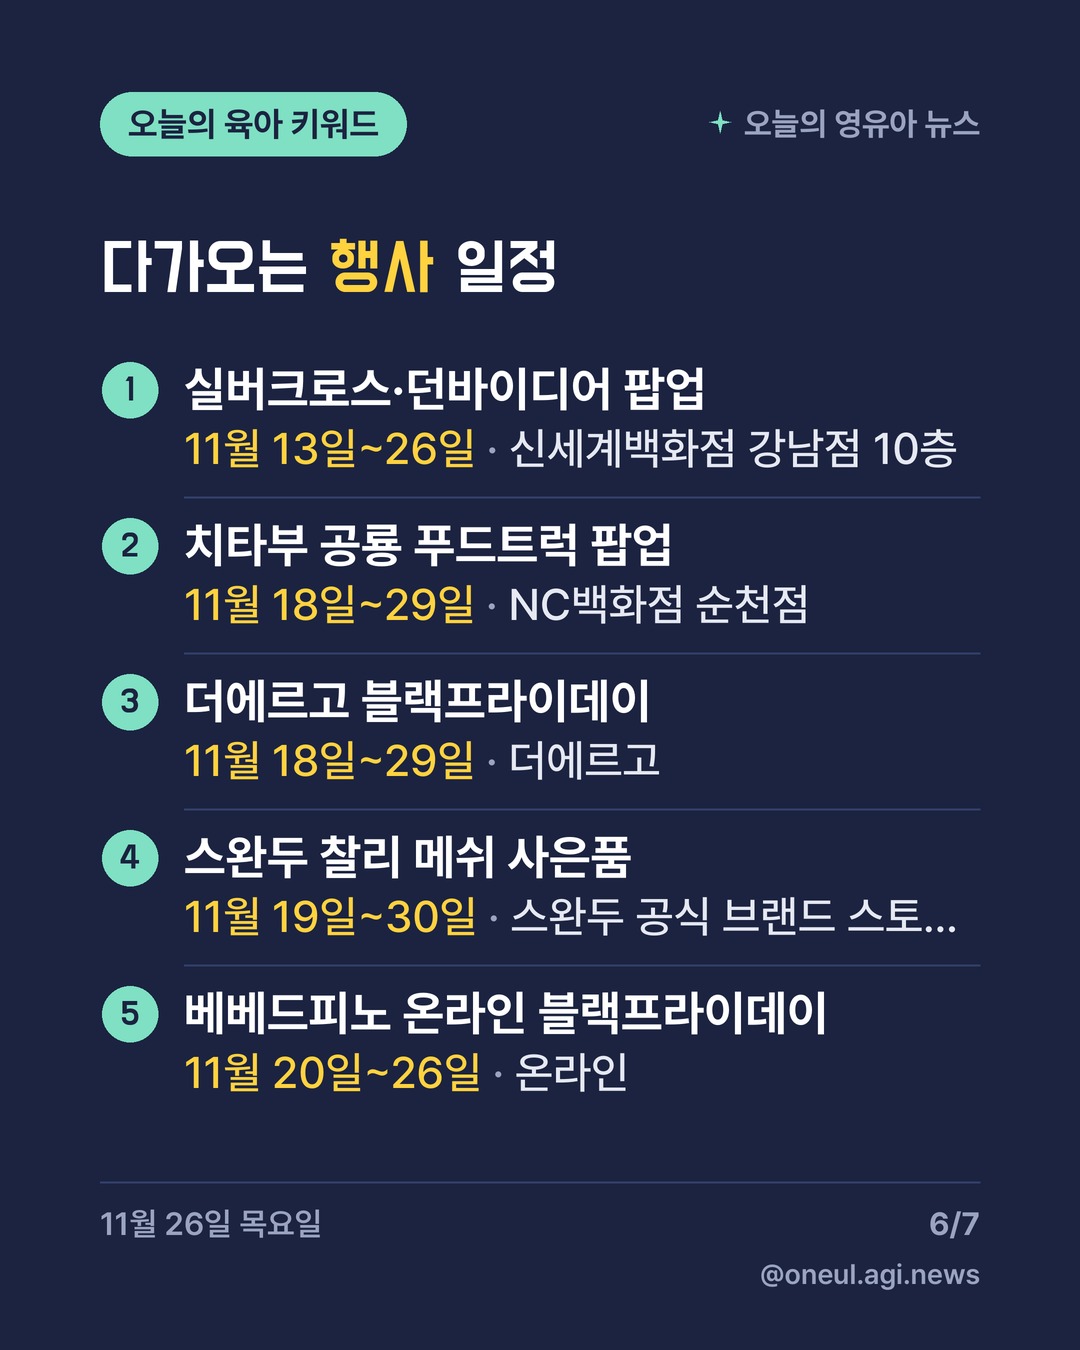 오늘의 육아 키워드
오늘의 영유아 뉴스
다가오는 행사 일정
1 실버크로스·던바이디어 팝업
11월 13일~26일 · 신세계백화점 강남점 10층
2 치타부 공룡 푸드트럭 팝업
11월 18일~29일 · NC백화점 순천점
3 더에르고 블랙프라이데이
11월 18일~29일 · 더에르고
4 스완두 찰리 메쉬 사은품
11월 19일~30일 · 스완두 공식 브랜드 스토...
5 베베드피노 온라인 블랙프라이데이
11월 20일~26일 · 온라인
11월 26일 목요일
6/7
@oneul.agi.news